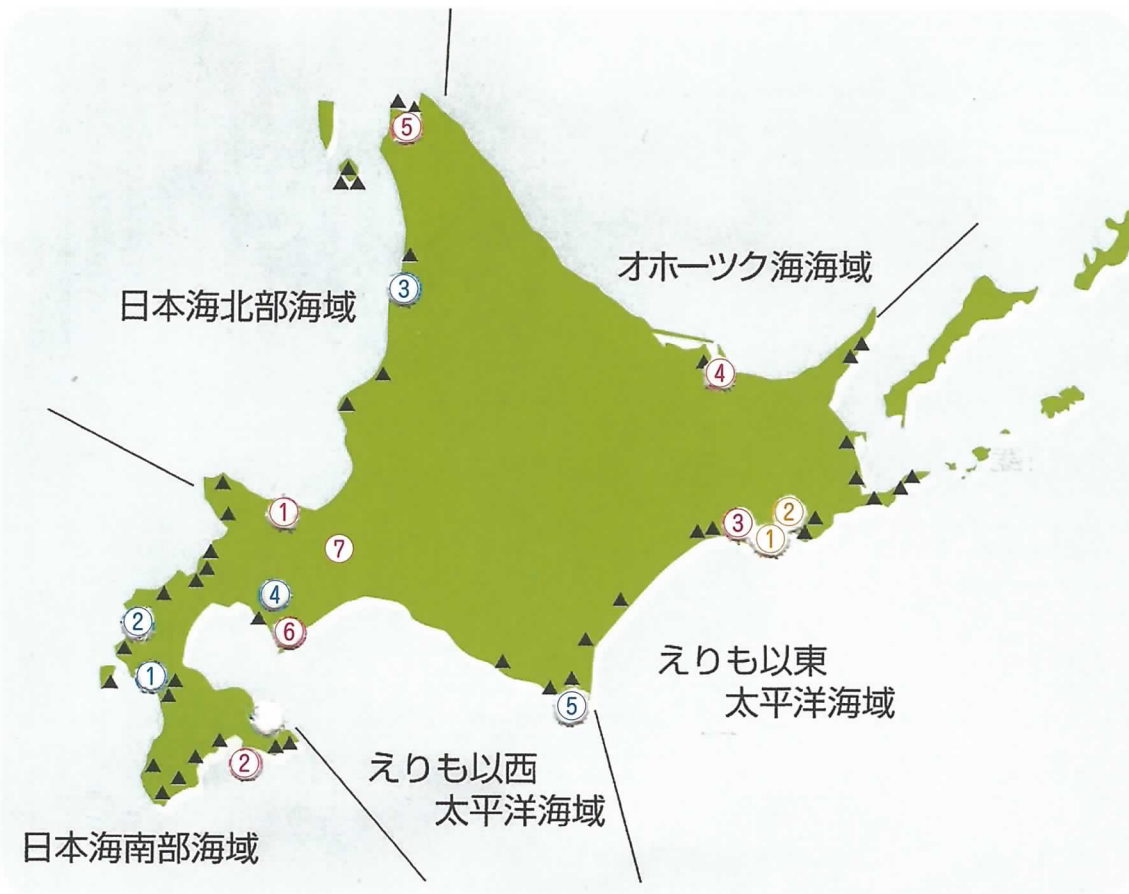 ⑤
オホーツク海海域
日本海北部海域
③
④
①
②
③
①
⑦
④
②
⑥
①
えりも以東
太平洋海域
⑤
②
えりも以西
太平洋海域
日本海南部海域